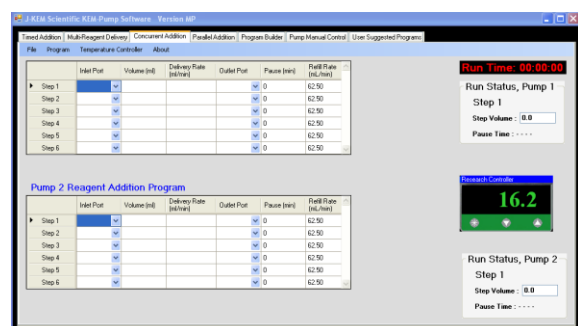 J-KEM Scientific KEM-Pump Software Version MP
Timed Addition Multi-Reagent Delivery Concurrent Addition Parallel Addition Program Builder Pump Manual Control User Suggested Programs
File Program Temperature Controller About
Inlet Port Volume (ml) Delivery Rate (ml/min) Outlet Port Pause (min) Refill Rate (mL/min)
Step 1 0 62.50
Step 2 0 62.50
Step 3 0 62.50
Step 4 0 62.50
Step 5 0 62.50
Step 6 0 62.50
Run Time: 00:00:00
Run Status, Pump 1
Step 1
Step Volume : 0.0
Pause Time : - - - -
Pump 2 Reagent Addition Program
Inlet Port Volume (ml) Delivery Rate (ml/min) Outlet Port Pause (min) Refill Rate (mL/min)
Step 1 0 62.50
Step 2 0 62.50
Step 3 0 62.50
Step 4 0 62.50
Step 5 0 62.50
Step 6 0 62.50
Research Controller
16.2
Run Status, Pump 2
Step 1
Step Volume : 0.0
Pause Time : - - - -